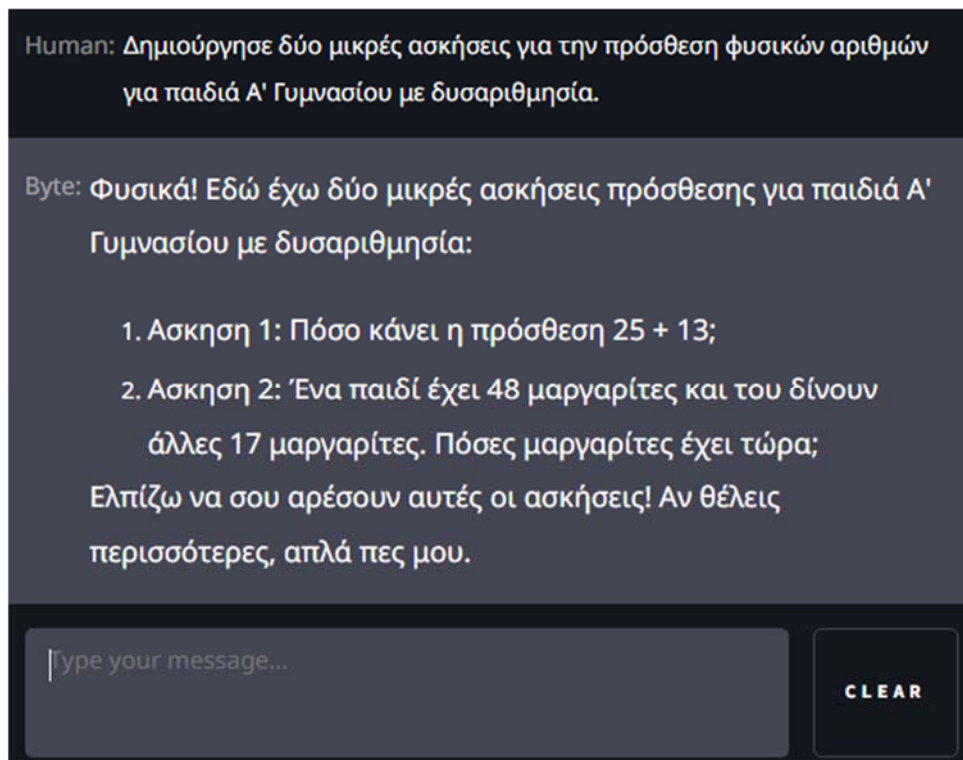 Human: Δημιούργησε δύο μικρές ασκήσεις για την πρόσθεση φυσικών αριθμών
για παιδιά Α' Γυμνασίου με δυσαριθμησία.
Byte: Φυσικά! Εδώ έχω δύο μικρές ασκήσεις πρόσθεσης για παιδιά Α'
Γυμνασίου με δυσαριθμησία:
1. Ασκηση 1: Πόσο κάνει η πρόσθεση 25 + 13;
2. Ασκηση 2: Ένα παιδί έχει 48 μαργαρίτες και του δίνουν
άλλες 17 μαργαρίτες. Πόσες μαργαρίτες έχει τώρα;
Ελπίζω να σου αρέσουν αυτές οι ασκήσεις! Αν θέλεις
περισσότερες, απλά πες μου.
Type your message...
CLEAR